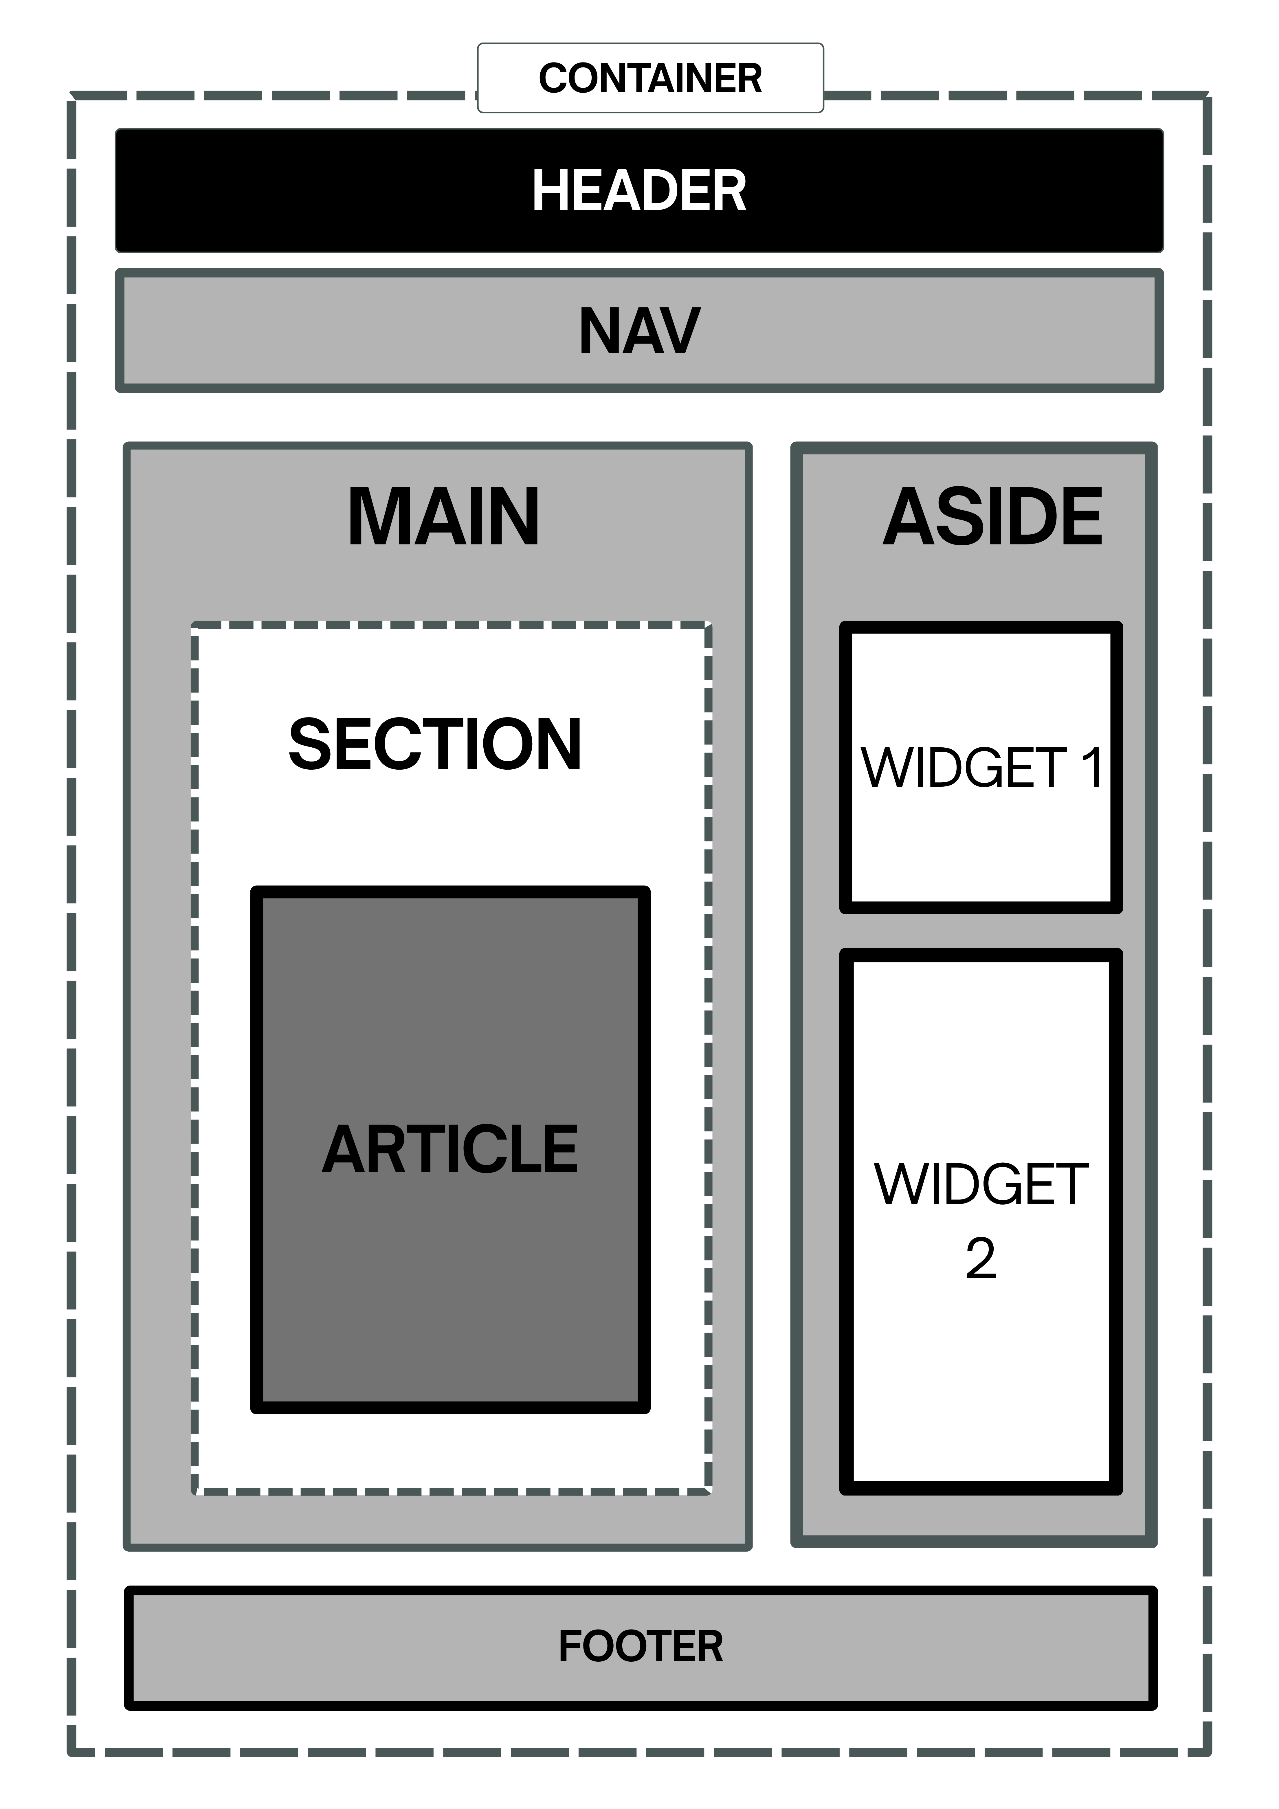 CONTAINER
HEADER
NAV
MAIN
SECTION
ARTICLE
ASIDE
WIDGET 1
WIDGET
2
FOOTER